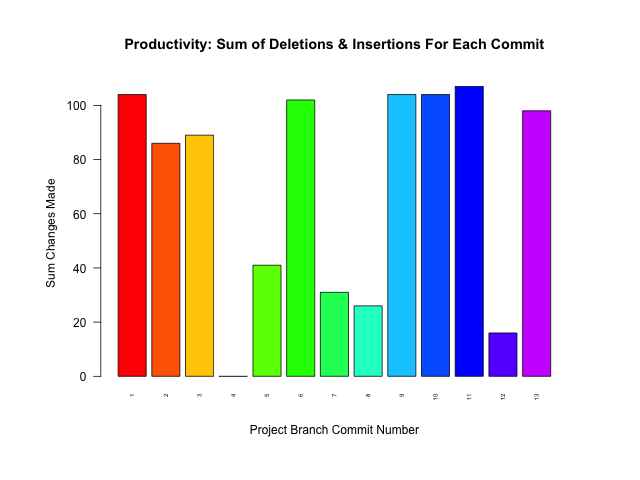 Productivity: Sum of Deletions & Insertions For Each Commit
Sum Changes Made
100
80
60
40
20
0
1 2 3 4 5 6 7 8 9 10 11 12 13
Project Branch Commit Number